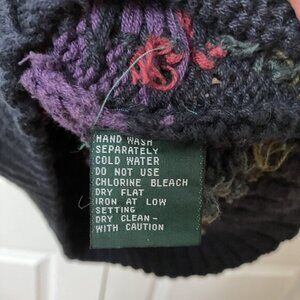 HAND WASH
SEPARATELY
COLD WATER
DO NOT USE
CHLORINE BLEACH
DRY FLAT
IRON AT LOW
SETTING
DRY CLEAN-
WITH CAUTION